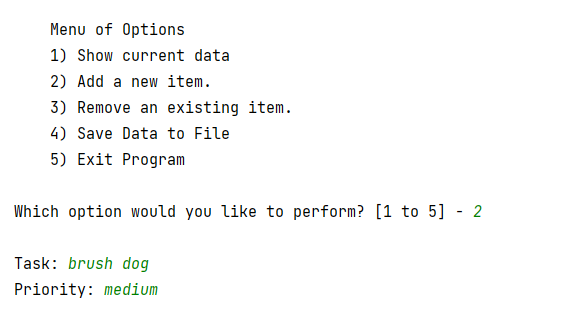 Menu of Options
1) Show current data
2) Add a new item.
3) Remove an existing item.
4) Save Data to File
5) Exit Program
Which option would you like to perform? [1 to 5] - 2
Task: brush dog
Priority: medium